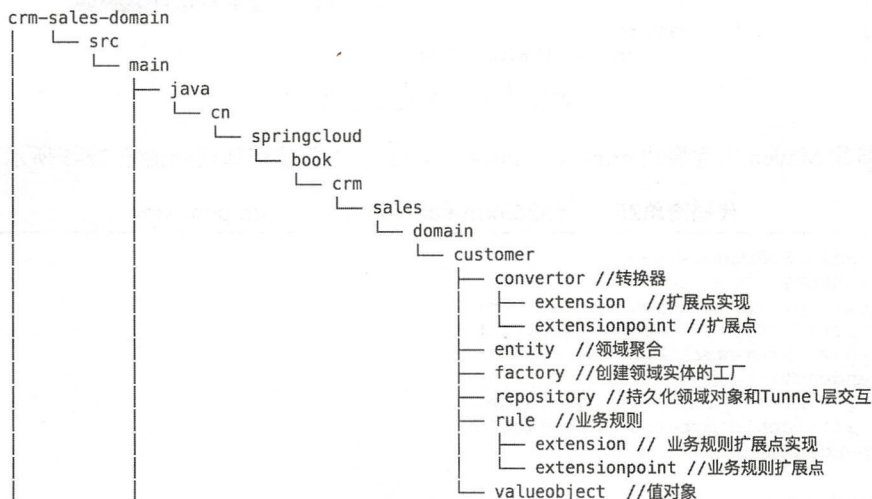 crm-sales-domain
└── src
└── main
├── java
└── cn
└── springcloud
└── book
└── crm
└── sales
└── domain
└── customer
├── convertor //转换器
├── extension //扩展点实现
└── extensionpoint //扩展点
├── entity //领域聚合
├── factory //创建领域实体的工厂
├── repository //持久化领域对象和Tunnel层交互
├── rule //业务规则
├── extension // 业务规则扩展点实现
└── extensionpoint //业务规则扩展点
└── valueobject //值对象